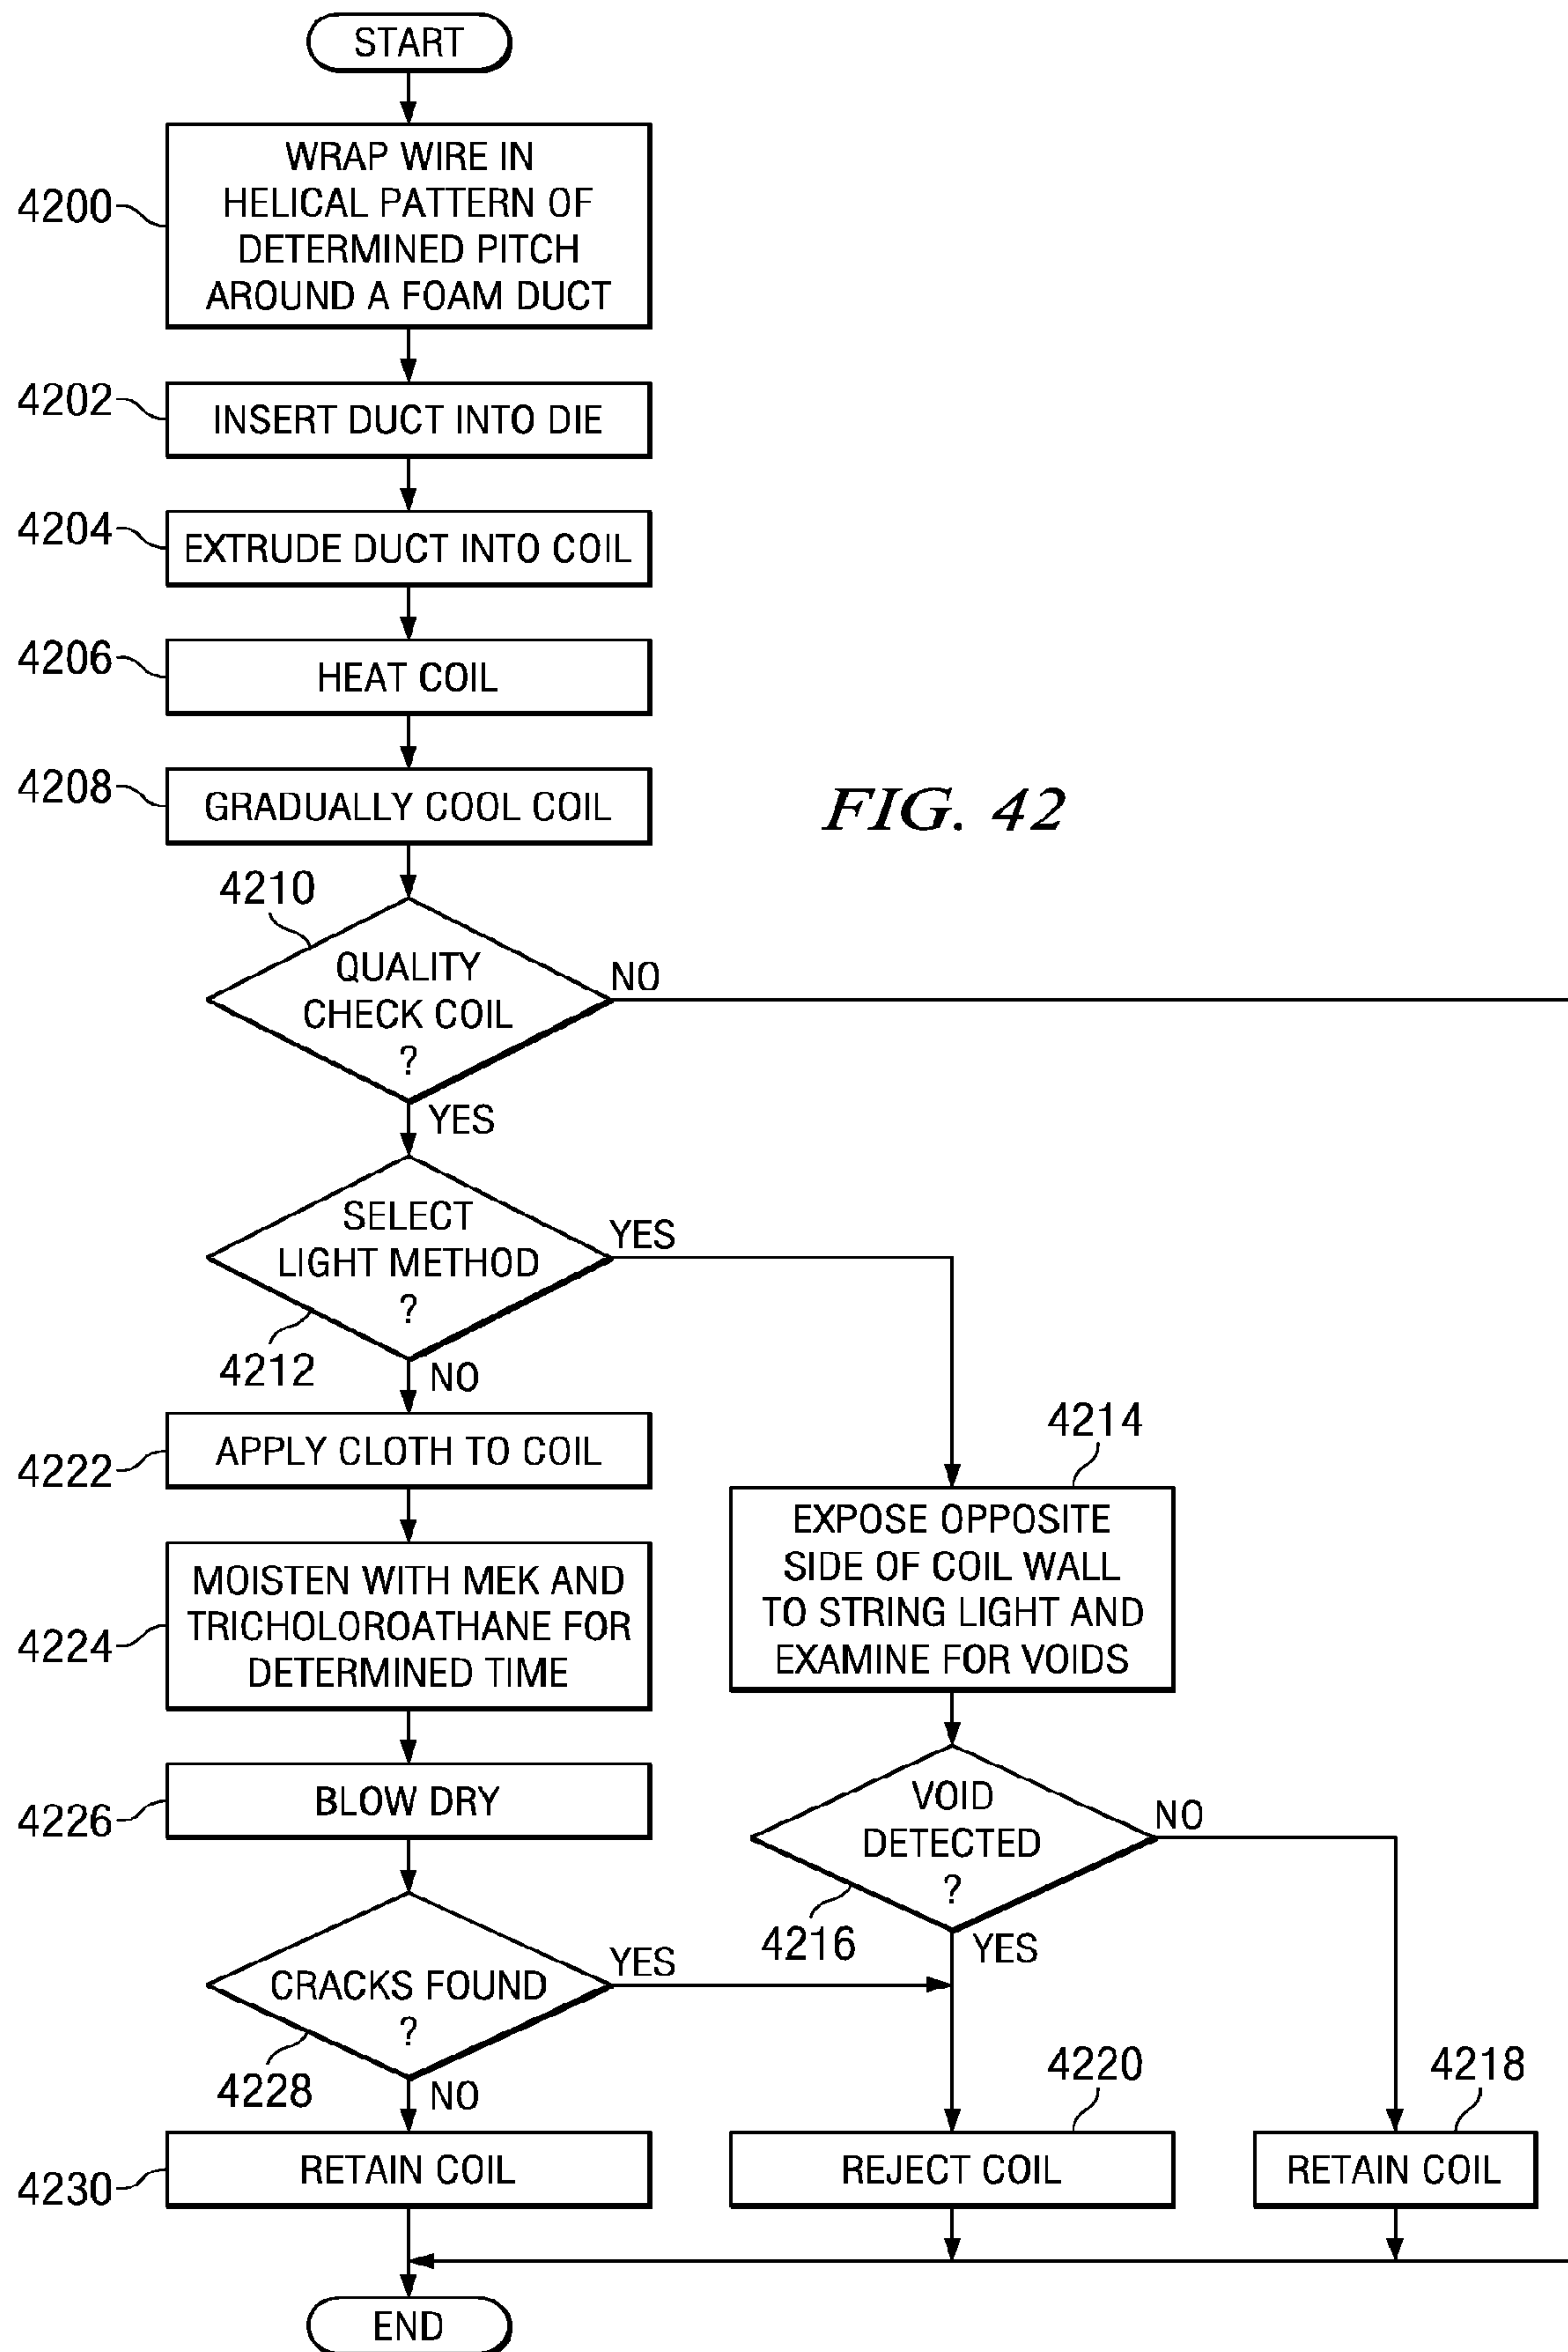 START
4200
WRAP WIRE IN
HELICAL PATTERN OF
DETERMINED PITCH
AROUND A FOAM DUCT
4202
INSERT DUCT INTO DIE
4204
EXTRUDE DUCT INTO COIL
4206
HEAT COIL
4208
GRADUALLY COOL COIL
FIG. 42
4210
QUALITY
CHECK COIL
?
NO
YES
SELECT
LIGHT METHOD
?
YES
4212
NO
4222
APPLY CLOTH TO COIL
4214
EXPOSE OPPOSITE
SIDE OF COIL WALL
TO STRING LIGHT AND
EXAMINE FOR VOIDS
4224
MOISTEN WITH MEK AND
TRICHOLOROATHANE FOR
DETERMINED TIME
4226
BLOW DRY
VOID
DETECTED
?
NO
4216
YES
CRACKS FOUND
?
YES
4228
NO
4230
RETAIN COIL
4220
REJECT COIL
4218
RETAIN COIL
END